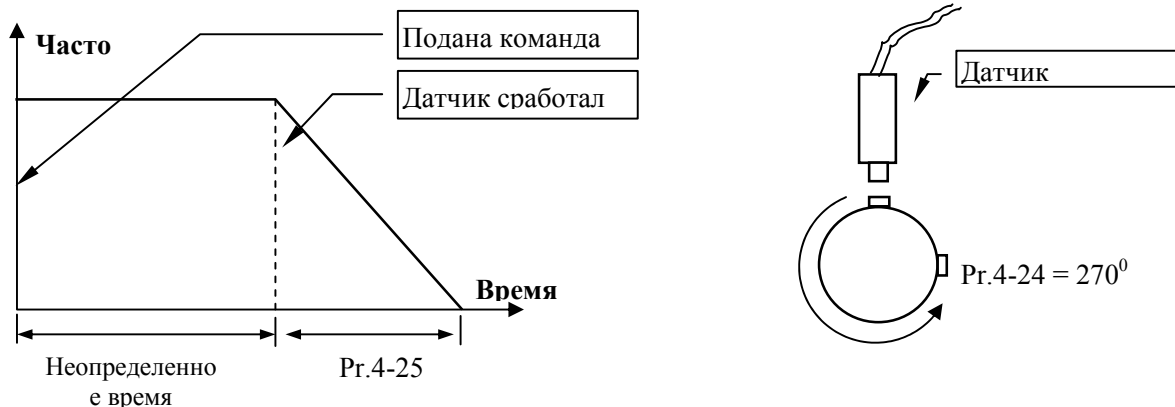 Часто
Подана команда
Датчик сработал
Время
Неопределенно
е время
Pr.4-25
Датчик
Pr.4-24 = 270⁰